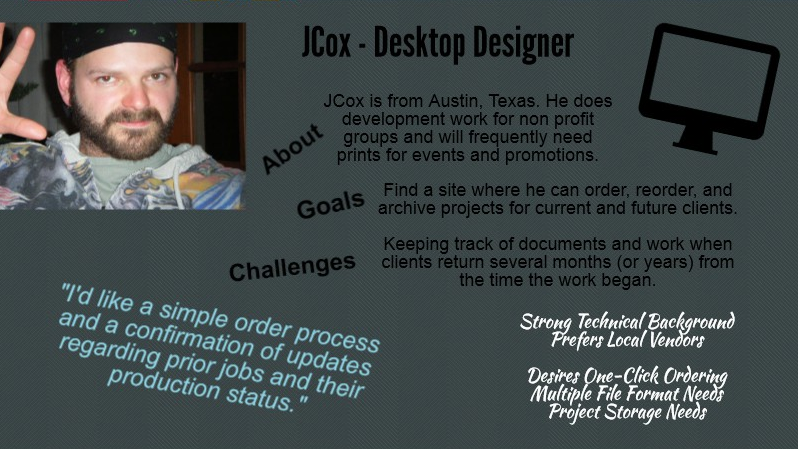 JCox - Desktop Designer
About
JCox is from Austin, Texas. He does
development work for non profit
groups and will frequently need
prints for events and promotions.
Goals
Find a site where he can order, reorder, and
archive projects for current and future clients.
Challenges
Keeping track of documents and work when
clients return several months (or years) from
the time the work began.
"I'd like a simple order process
and a confirmation of updates
regarding prior jobs and their
production status."
Strong Technical Background
Prefers Local Vendors
Desires One-Click Ordering
Multiple File Format Needs
Project Storage Needs